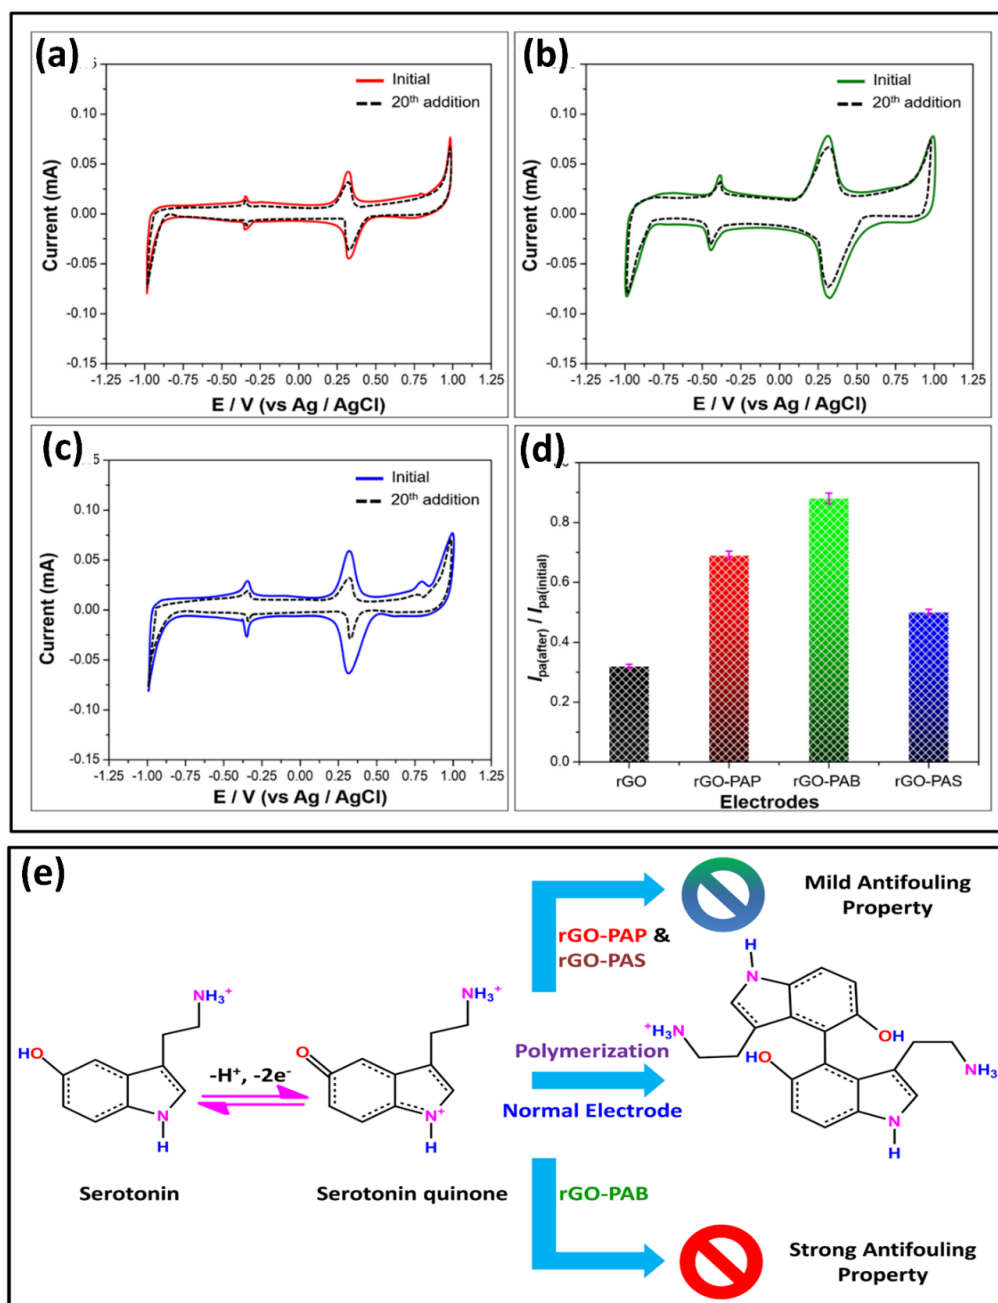 (a)
Initial
20th addition
0.10
0.05
0.00
-0.05
-0.10
-0.15
Current (mA)
-1.25 -1.00 -0.75 -0.50 -0.25 0.00 0.25 0.50 0.75 1.00 1.25
E / V (vs Ag / AgCl)
(b)
Initial
20th addition
0.10
0.05
0.00
-0.05
-0.10
-0.15
Current (mA)
-1.25 -1.00 -0.75 -0.50 -0.25 0.00 0.25 0.50 0.75 1.00 1.25
E / V (vs Ag / AgCl)
(c)
Initial
20th addition
0.10
0.05
0.00
-0.05
-0.10
-0.15
Current (mA)
-1.25 -1.00 -0.75 -0.50 -0.25 0.00 0.25 0.50 0.75 1.00 1.25
E / V (vs Ag / AgCl)
(d)
0.8
0.6
0.4
0.2
0.0
Ipa(after) / Ipa(initial)
rGO rGO-PAP rGO-PAB rGO-PAS
Electrodes
(e)
Mild Antifouling
Property
rGO-PAP &
rGO-PAS
H
N
NH3+
NH3+
+H3N
OH
HO
O
HO
Polymerization
-H+, -2e-
NH3
Normal Electrode
N
N+
N
H
H
H
Serotonin
Serotonin quinone
rGO-PAB
Strong Antifouling
Property